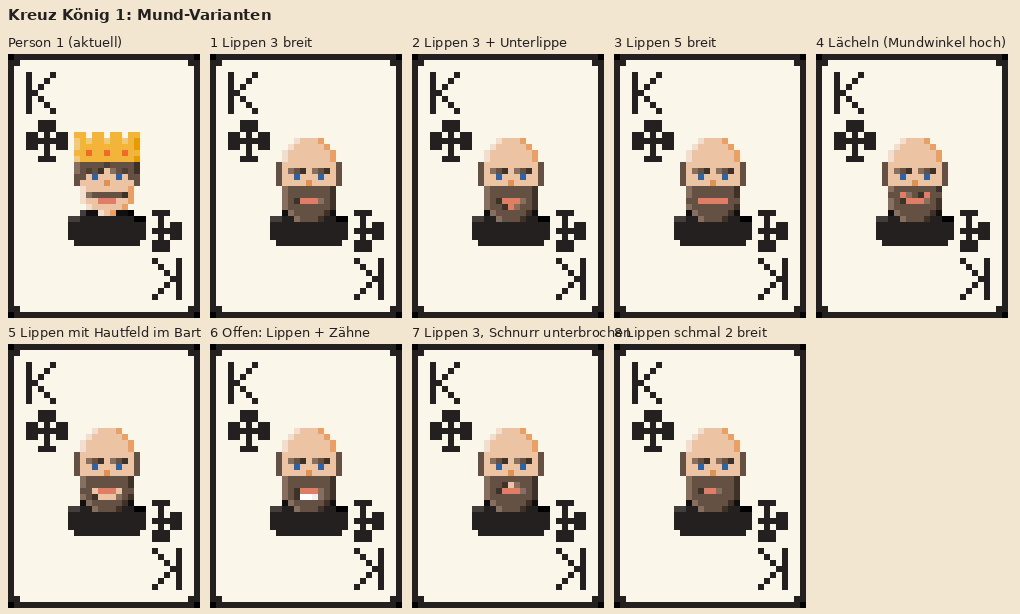 Kreuz König 1: Mund-Varianten
Person 1 (aktuell)
1 Lippen 3 breit
2 Lippen 3 + Unterlippe
3 Lippen 5 breit
4 Lächeln (Mundwinkel hoch)
K
K
K
K
K
K
K
K
K
K
5 Lippen mit Hautfeld im Bart
6 Offen: Lippen + Zähne
7 Lippen 3, Schnurr unterbrochen
8 Lippen schmal 2 breit
K
K
K
K
K
K
K
K